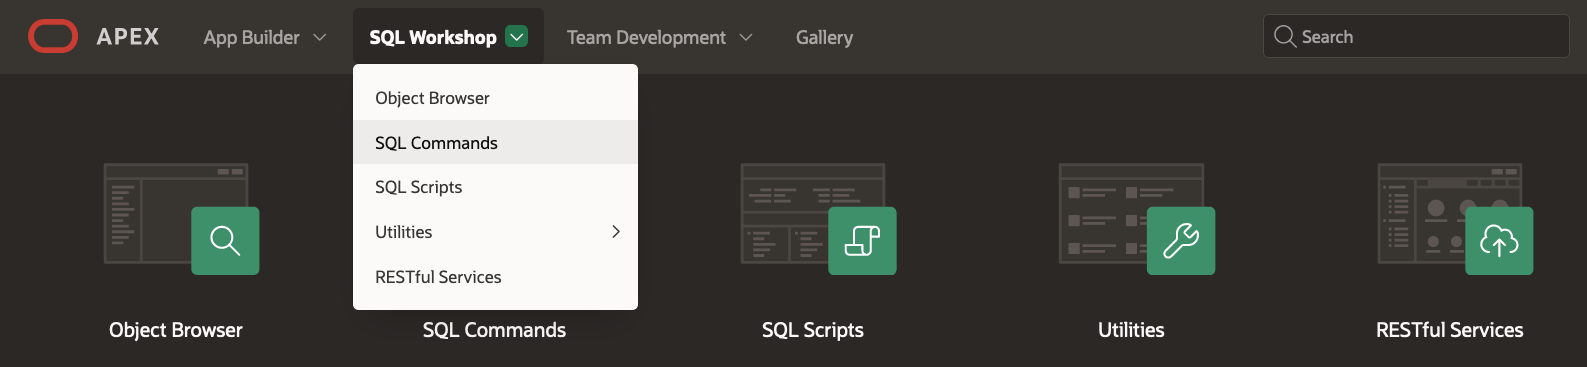 APEX App Builder SQL Workshop Team Development Gallery Search
Object Browser
SQL Commands
SQL Scripts
Utilities
RESTful Services
Object Browser SQL Commands SQL Scripts Utilities RESTful Services